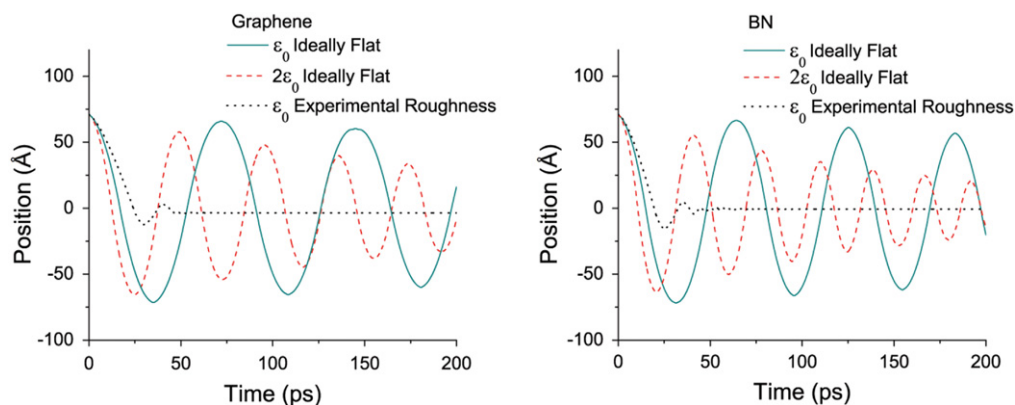 Graphene
ε₀ Ideally Flat
2ε₀ Ideally Flat
ε₀ Experimental Roughness
100
50
0
-50
-100
Position (Å)
0 50 100 150 200
Time (ps)
BN
ε₀ Ideally Flat
2ε₀ Ideally Flat
ε₀ Experimental Roughness
100
50
0
-50
-100
Position (Å)
0 50 100 150 200
Time (ps)